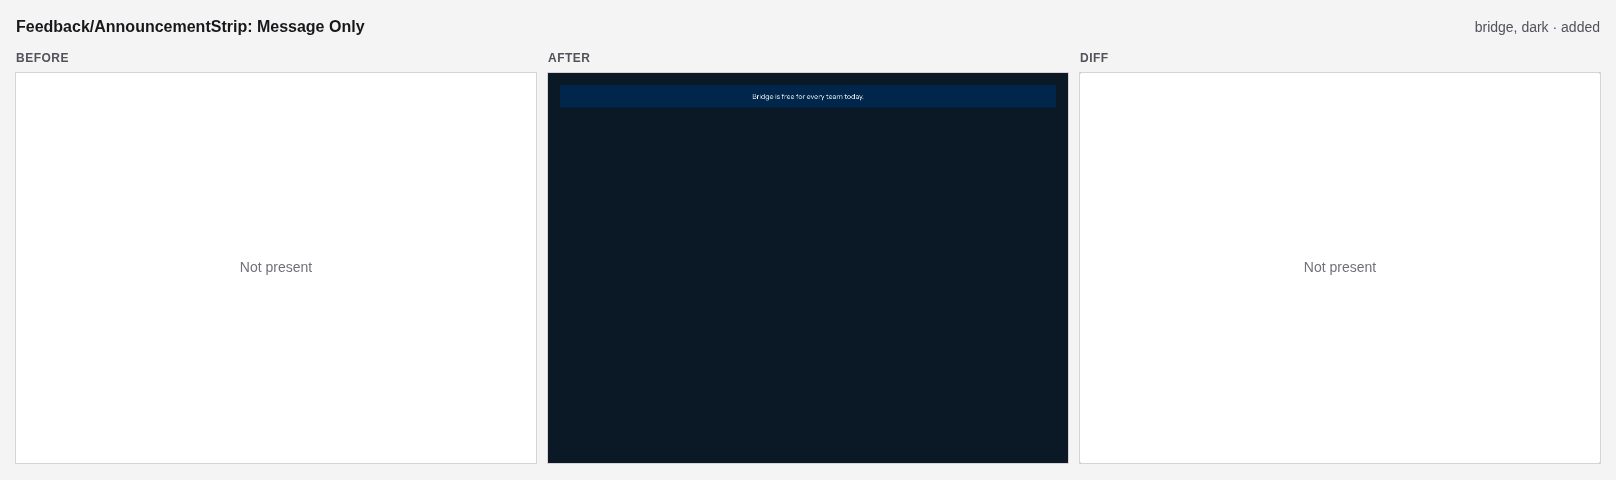 Feedback/AnnouncementStrip: Message Only
bridge, dark · added
BEFORE
AFTER
DIFF
Not present
Bridge is free for every team today.
Not present